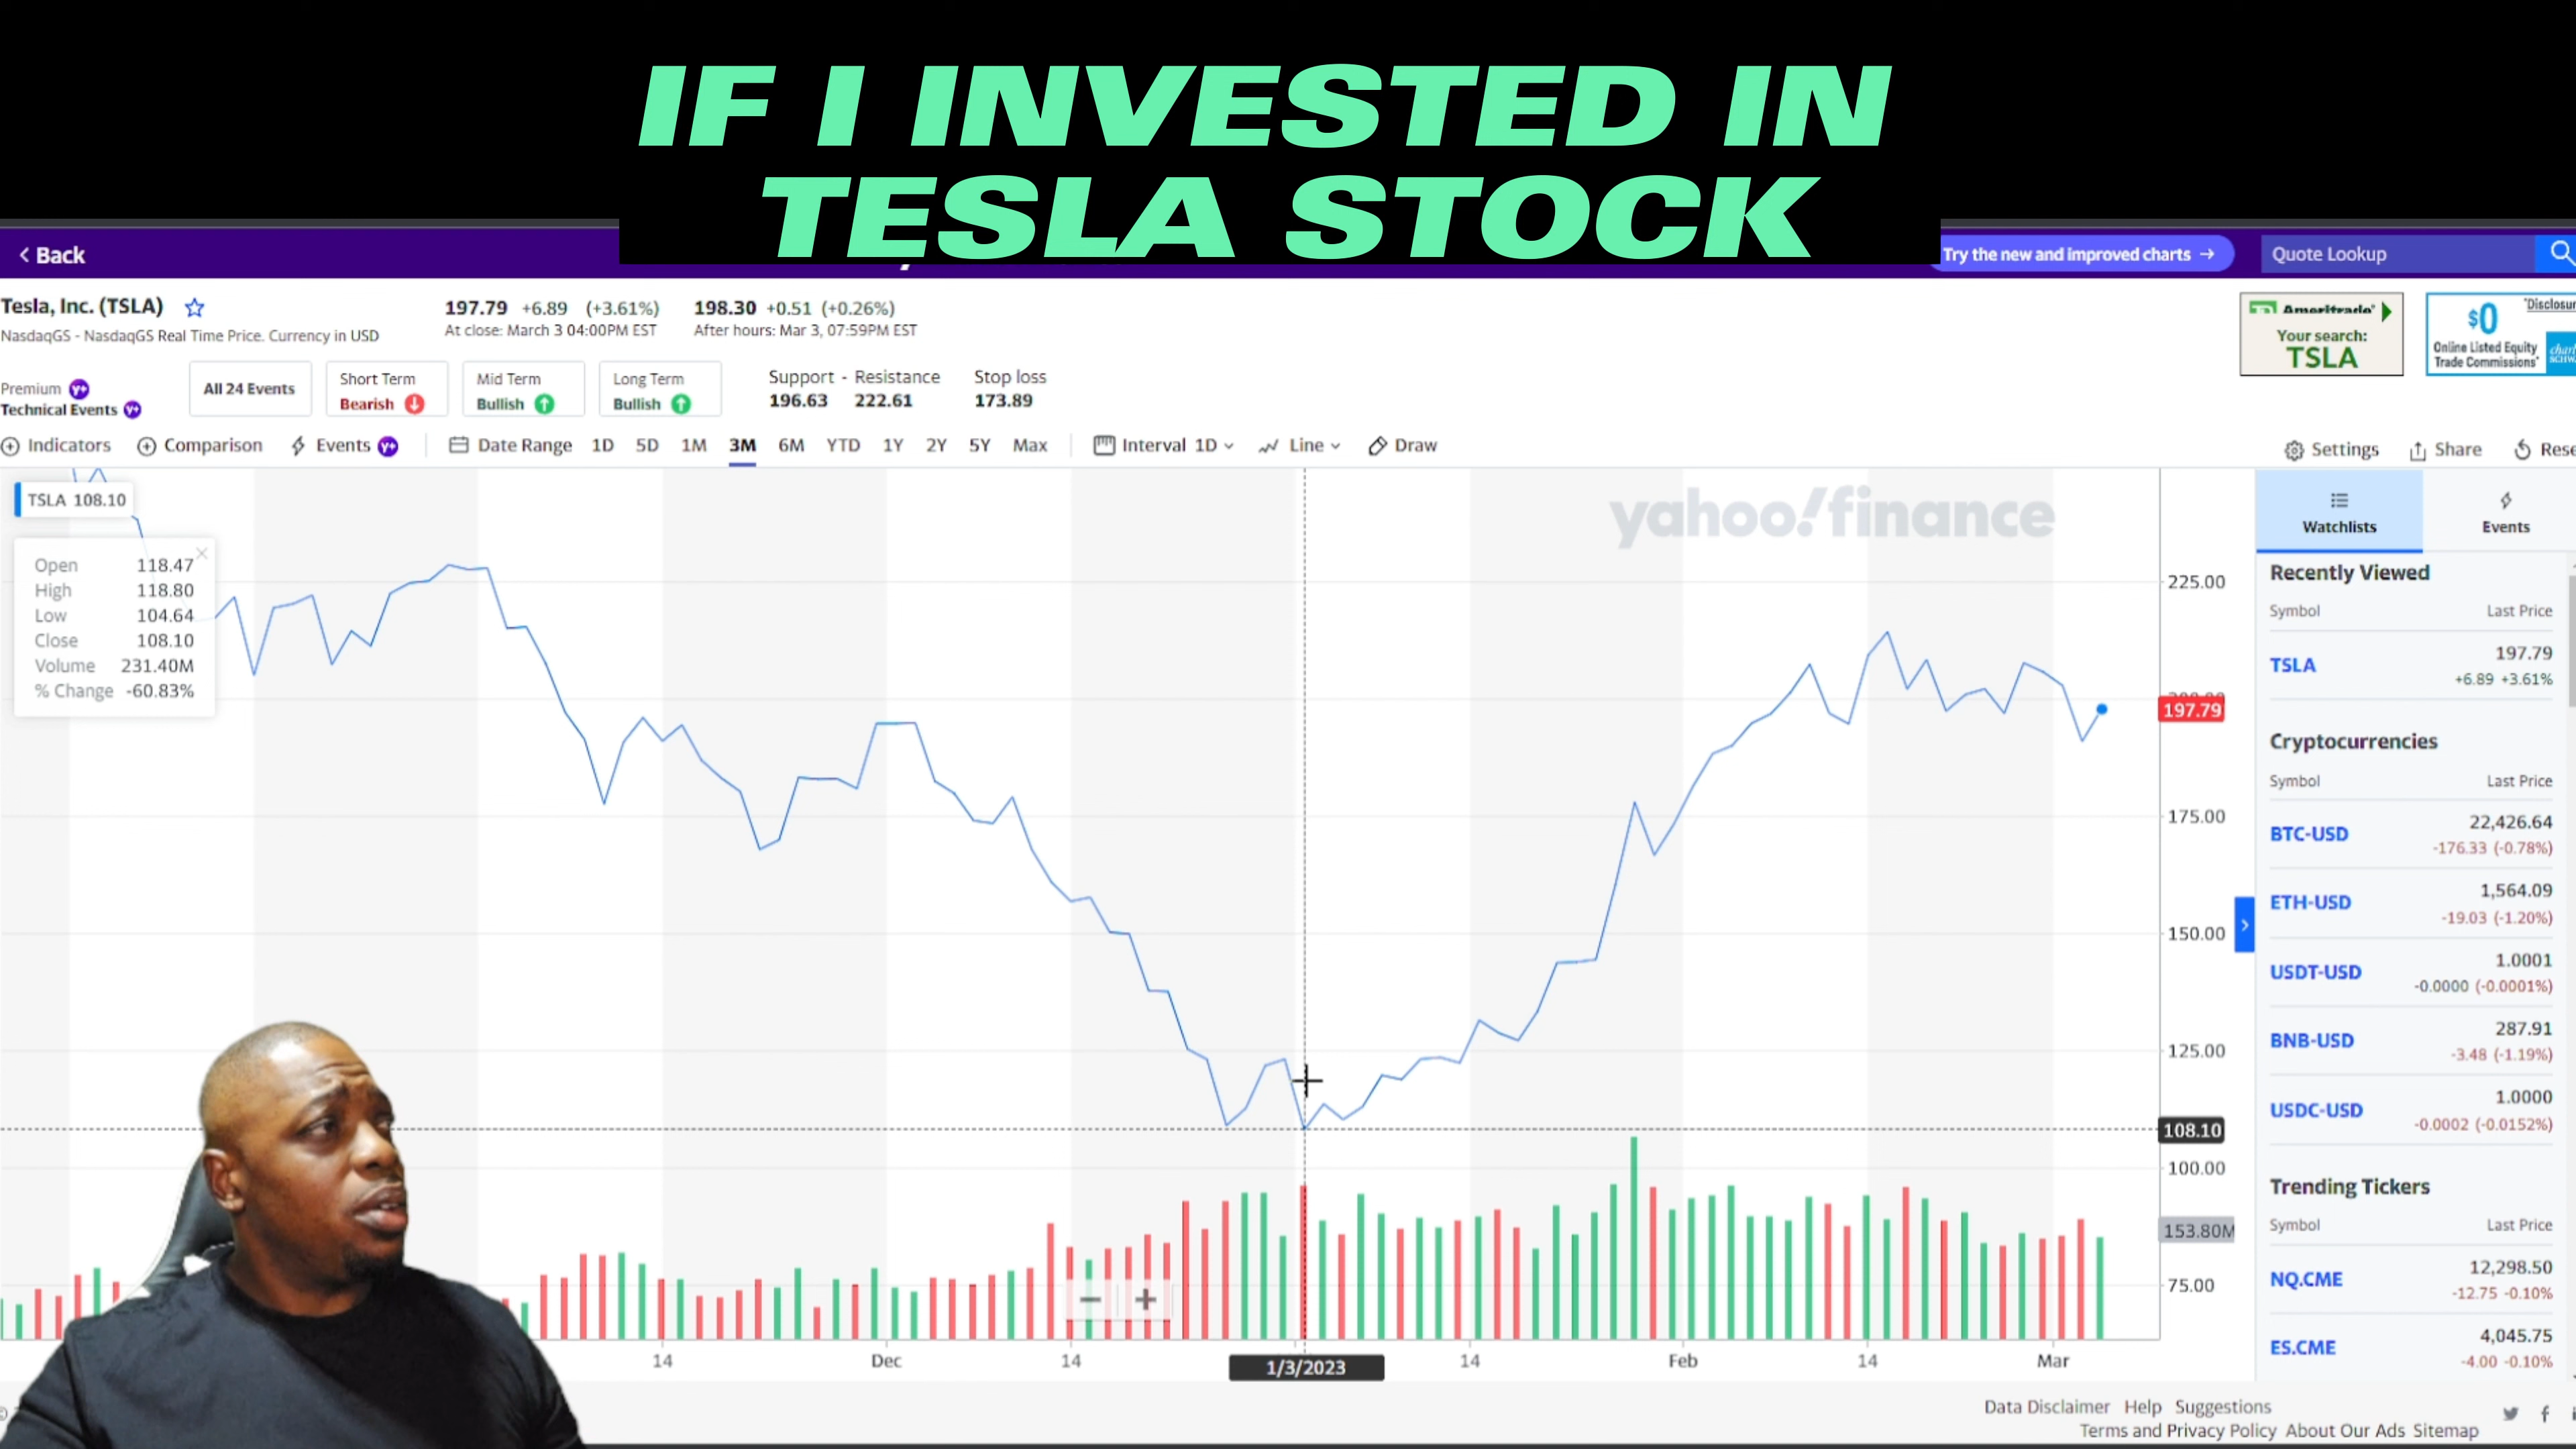 IF I INVESTED IN
TESLA STOCK
Back
Try the new and improved charts →
Quote Lookup
Tesla, Inc. (TSLA)
197.79 +6.89 (+3.61%)
198.30 +0.51 (+0.26%)
NasdaqGS - NasdaqGS Real Time Price. Currency in USD
At close: March 3 04:00PM EST
After hours: Mar 3, 07:59PM EST
Ameritrade
Your search:
TSLA
$0
Online Listed Equity
Trade Commissions*
Premium Y+
Technical Events Y+
All 24 Events
Short Term
Bearish
Mid Term
Bullish
Long Term
Bullish
Support - Resistance
196.63 222.61
Stop loss
173.89
Indicators Comparison Events Y+ Date Range 1D 5D 1M 3M 6M YTD 1Y 2Y 5Y Max Interval 1D Line Draw
Settings Share
TSLA 108.10
Open 118.47
High 118.80
Low 104.64
Close 108.10
Volume 231.40M
% Change -60.83%
yahoo!finance
225.00
197.79
175.00
150.00
125.00
108.10
100.00
153.80M
75.00
14 Dec 14 1/3/2023 14 Feb 14 Mar
Watchlists
Events
Recently Viewed
Symbol Last Price
TSLA 197.79
+6.89 +3.61%
Cryptocurrencies
Symbol Last Price
BTC-USD 22,426.64
-176.33 (-0.78%)
ETH-USD 1,564.09
-19.03 (-1.20%)
USDT-USD 1.0001
-0.0000 (-0.0001%)
BNB-USD 287.91
-3.48 (-1.19%)
USDC-USD 1.0000
-0.0002 (-0.0152%)
Trending Tickers
Symbol Last Price
NQ.CME 12,298.50
-12.75 -0.10%
ES.CME 4,045.75
-4.00 -0.10%
Data Disclaimer Help Suggestions
Terms and Privacy Policy About Our Ads Sitemap